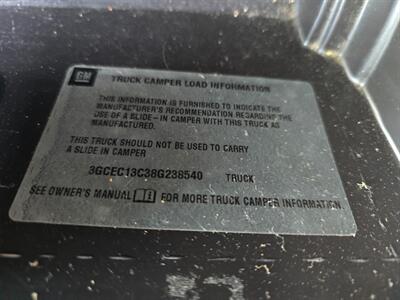 GM
TRUCK CAMPER LOAD INFORMATION
THIS INFORMATION IS FURNISHED TO INDICATE THE
MANUFACTURER'S RECOMMENDATION REGARDING THE
USE OF A SLIDE-IN CAMPER WITH THIS TRUCK AS
MANUFACTURED.
THIS TRUCK SHOULD NOT BE USED TO CARRY
A SLIDE IN CAMPER
3GCEC13C38G238540 TRUCK
SEE OWNER'S MANUAL FOR MORE TRUCK CAMPER INFORMATION